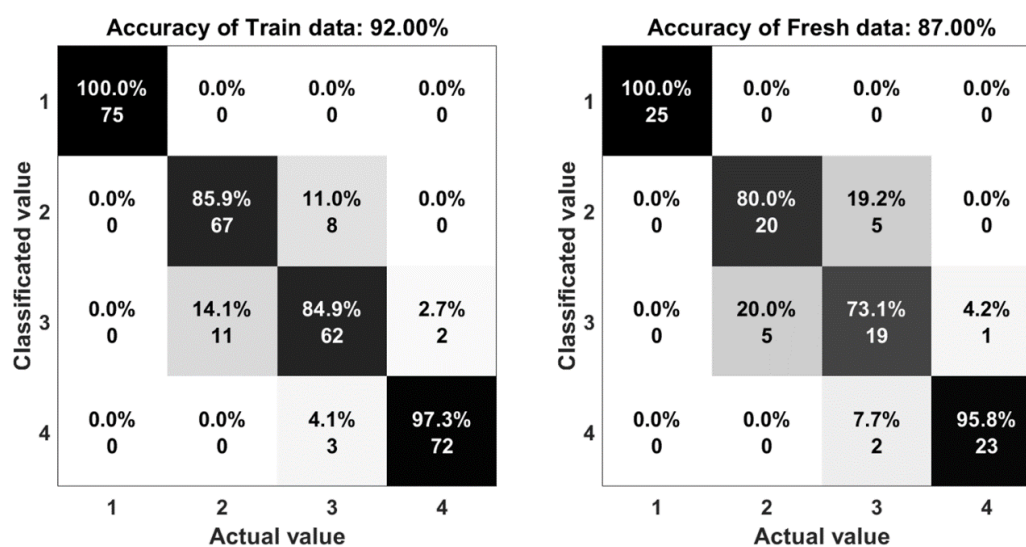 Accuracy of Train data: 92.00%
Classificated value
1
100.0% 0.0% 0.0% 0.0%
75 0 0 0
2
0.0% 85.9% 11.0% 0.0%
0 67 8 0
3
0.0% 14.1% 84.9% 2.7%
0 11 62 2
4
0.0% 0.0% 4.1% 97.3%
0 0 3 72
1 2 3 4
Actual value
Accuracy of Fresh data: 87.00%
Classificated value
1
100.0% 0.0% 0.0% 0.0%
25 0 0 0
2
0.0% 80.0% 19.2% 0.0%
0 20 5 0
3
0.0% 20.0% 73.1% 4.2%
0 5 19 1
4
0.0% 0.0% 7.7% 95.8%
0 0 2 23
1 2 3 4
Actual value